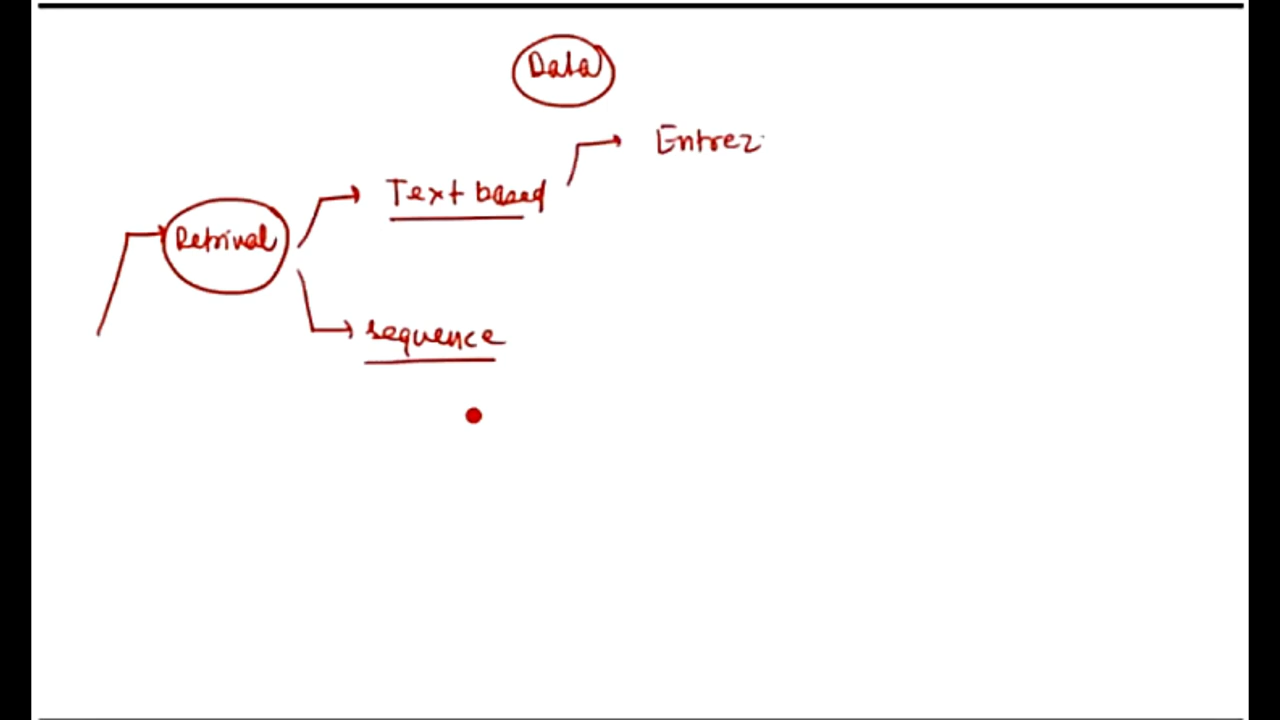 Data
Entrez
Text based
Retrival
sequence